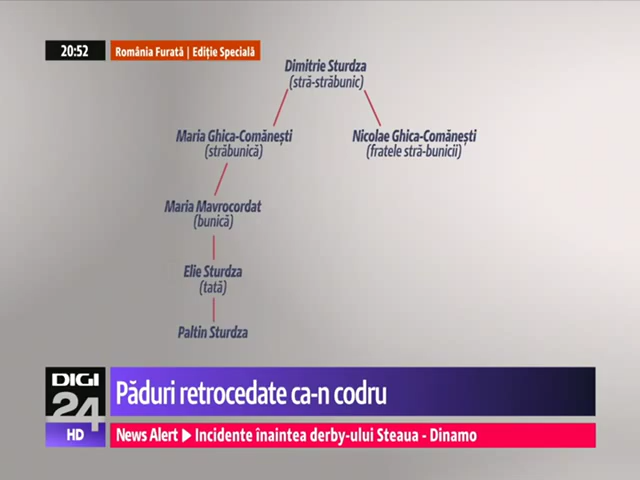 20:52
România Furată | Ediție Specială
Dimitrie Sturdza
(stră-străbunic)
Maria Ghica-Comănești
(străbunică)
Nicolae Ghica-Comănești
(fratele stră-bunicii)
Maria Mavrocordat
(bunică)
Elie Sturdza
(tată)
Paltin Sturdza
DIGI
24
HD
Păduri retrocedate ca-n codru
News Alert Incidente înaintea derby-ului Steaua - Dinamo